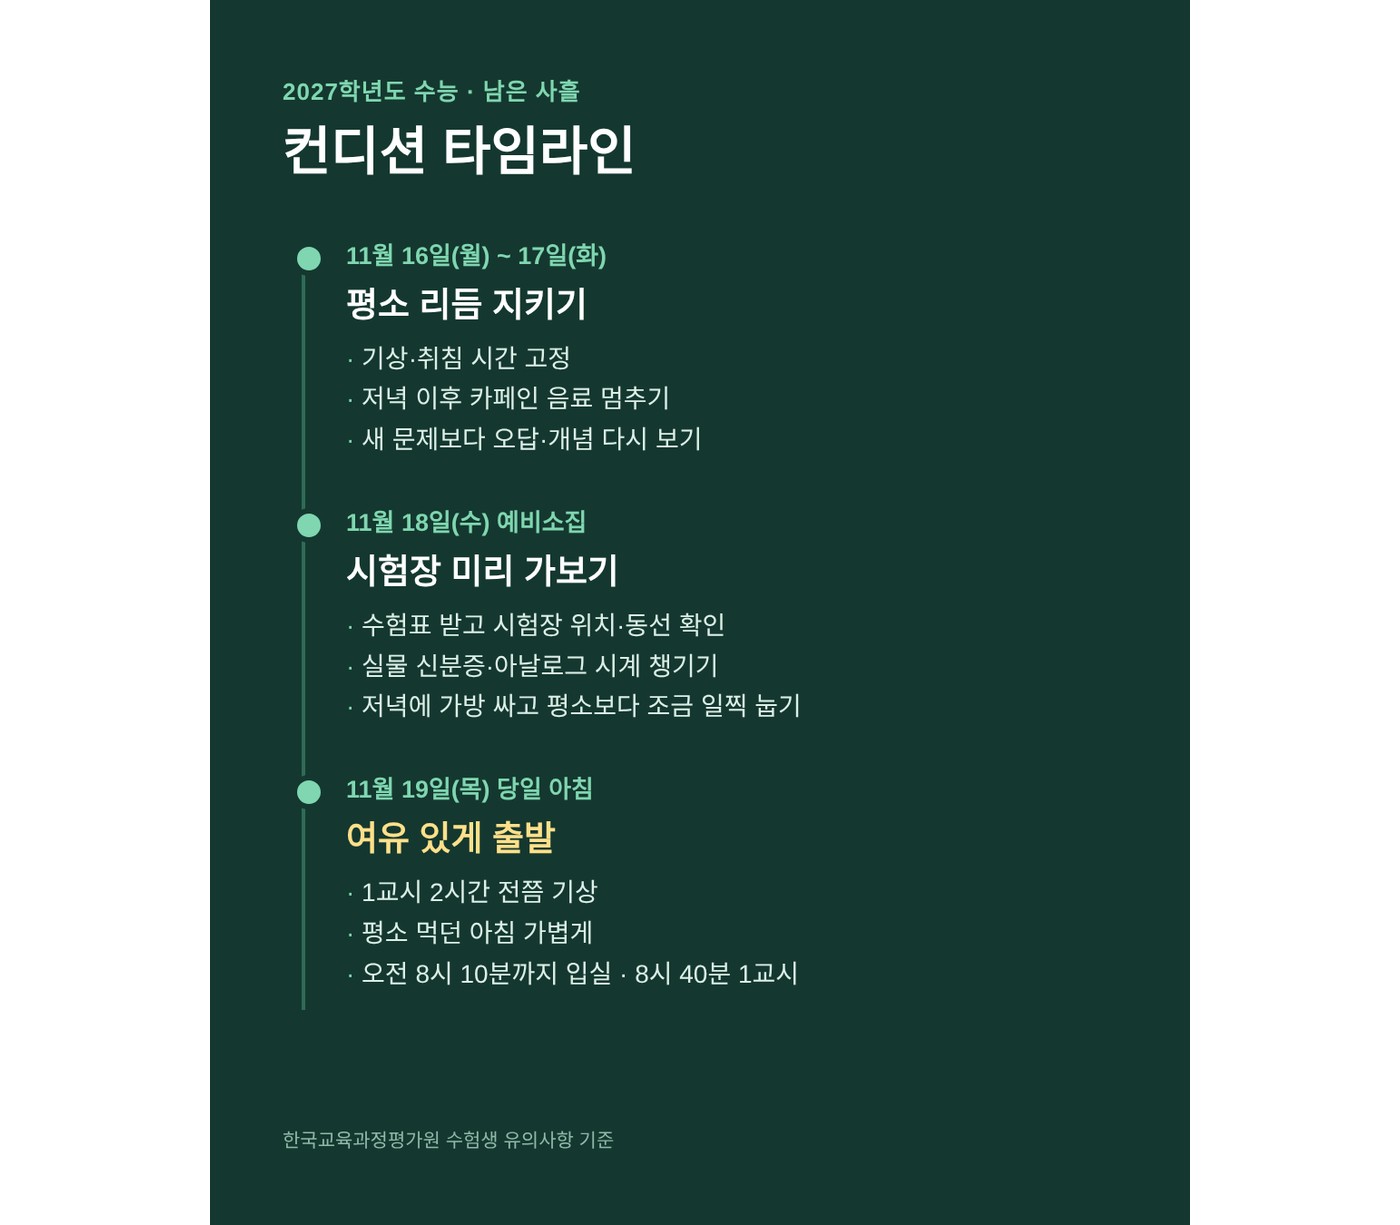 2027학년도 수능 · 남은 사흘
컨디션 타임라인
11월 16일(월) ~ 17일(화)
평소 리듬 지키기
· 기상·취침 시간 고정
· 저녁 이후 카페인 음료 멈추기
· 새 문제보다 오답·개념 다시 보기
11월 18일(수) 예비소집
시험장 미리 가보기
· 수험표 받고 시험장 위치·동선 확인
· 실물 신분증·아날로그 시계 챙기기
· 저녁에 가방 싸고 평소보다 조금 일찍 눕기
11월 19일(목) 당일 아침
여유 있게 출발
· 1교시 2시간 전쯤 기상
· 평소 먹던 아침 가볍게
· 오전 8시 10분까지 입실 · 8시 40분 1교시
한국교육과정평가원 수험생 유의사항 기준